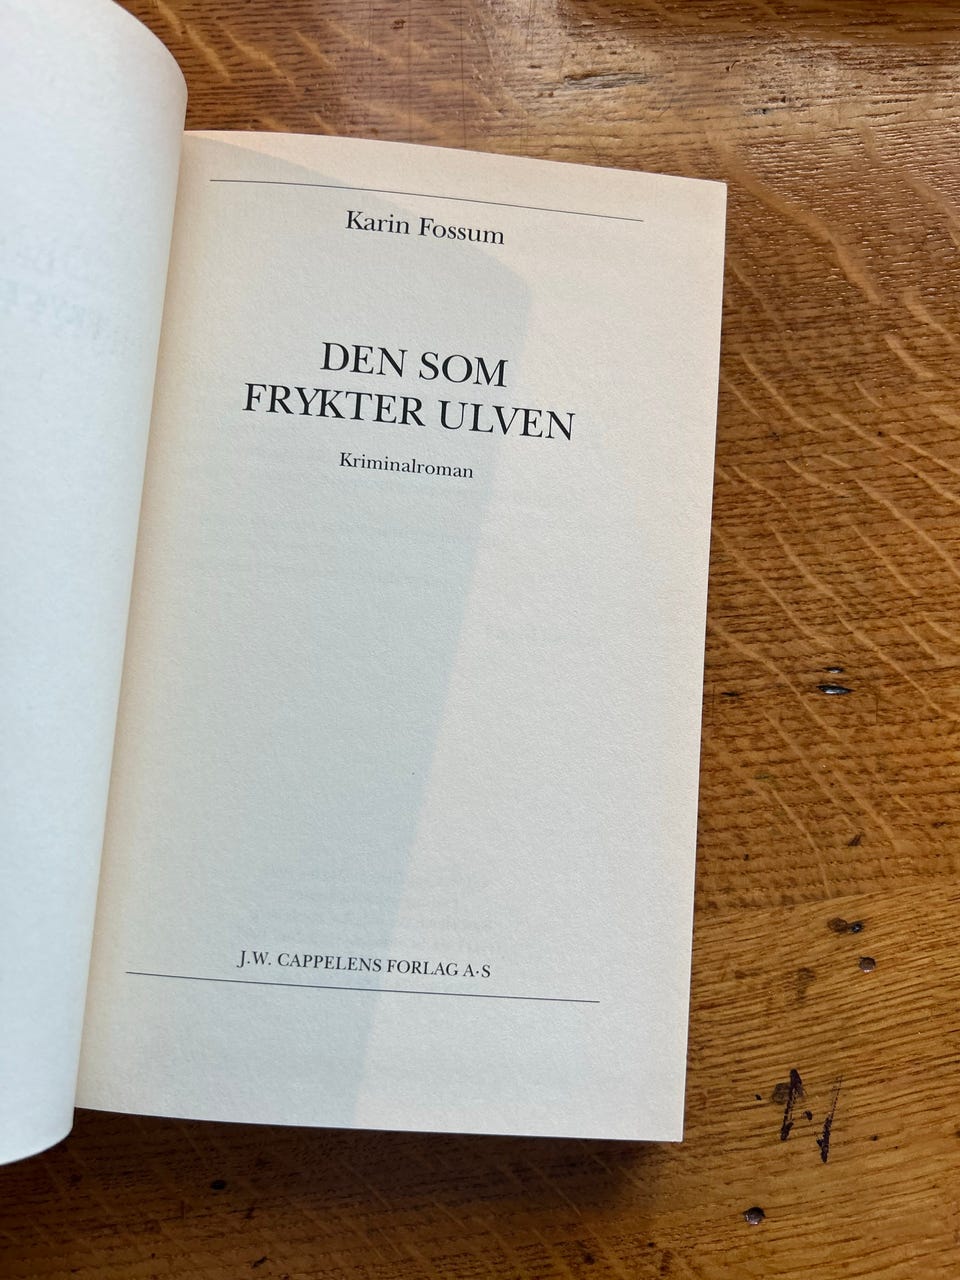 Karin Fossum
DEN SOM
FRYKTER ULVEN
Kriminalroman
J.W. CAPPELENS FORLAG A·S